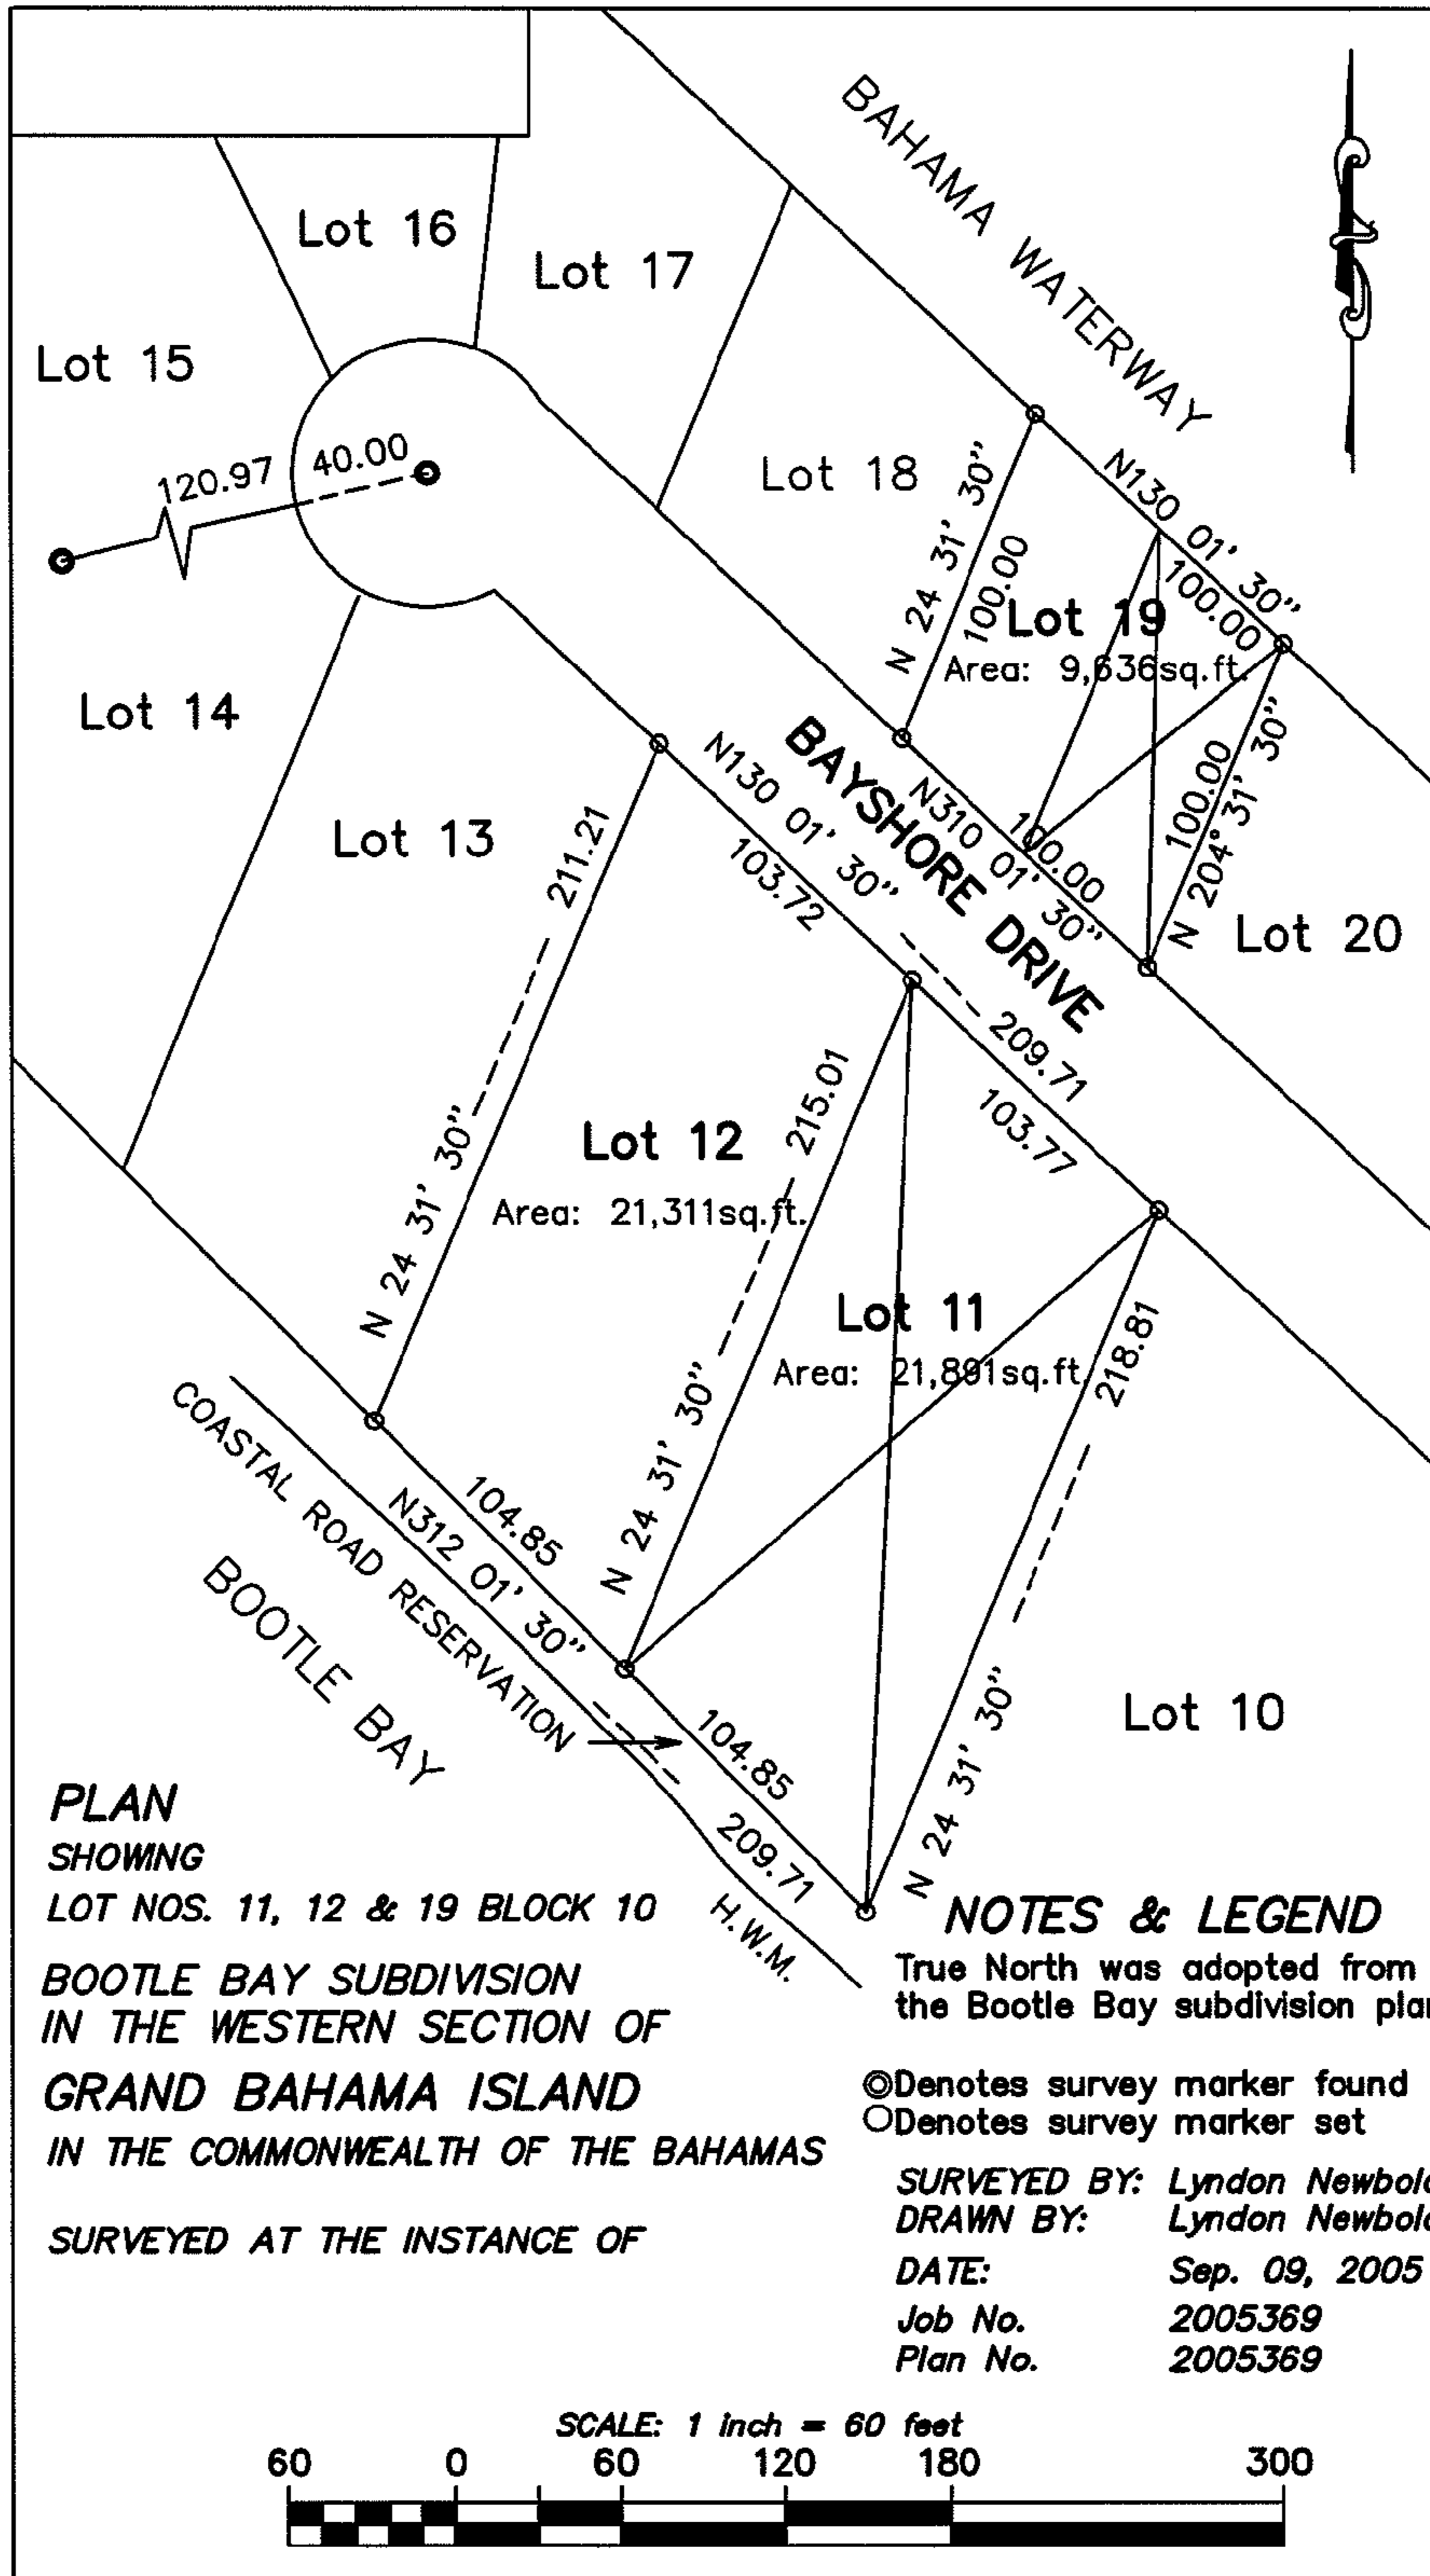 BAHAMA WATERWAY
Lot 16
Lot 17
Lot 15
120.97
40.00
Lot 18
N 24 31' 30"
100.00
N130 01' 30"
100.00
Lot 19
Area: 9,636sq.ft.
Lot 14
Lot 13
211.21
N 24 31' 30"
N130 01' 30"
103.72
BAYSHORE DRIVE
N310 01' 30"
100.00
100.00
N 204° 31' 30"
Lot 20
209.71
103.77
Lot 12
Area: 21,311sq.ft.
215.01
N 24 31' 30"
Lot 11
Area: 21,891sq.ft.
218.81
N 24 31' 30"
Lot 10
COASTAL ROAD RESERVATION
N312 01' 30"
104.85
104.85
209.71
BOOTLE BAY
H.W.M.
PLAN
SHOWING
LOT NOS. 11, 12 & 19 BLOCK 10
BOOTLE BAY SUBDIVISION
IN THE WESTERN SECTION OF
GRAND BAHAMA ISLAND
IN THE COMMONWEALTH OF THE BAHAMAS
SURVEYED AT THE INSTANCE OF
NOTES & LEGEND
True North was adopted from
the Bootle Bay subdivision plan
Denotes survey marker found
Denotes survey marker set
SURVEYED BY: Lyndon Newbold
DRAWN BY: Lyndon Newbold
DATE: Sep. 09, 2005
Job No. 2005369
Plan No. 2005369
SCALE: 1 inch = 60 feet
60 0 60 120 180 300